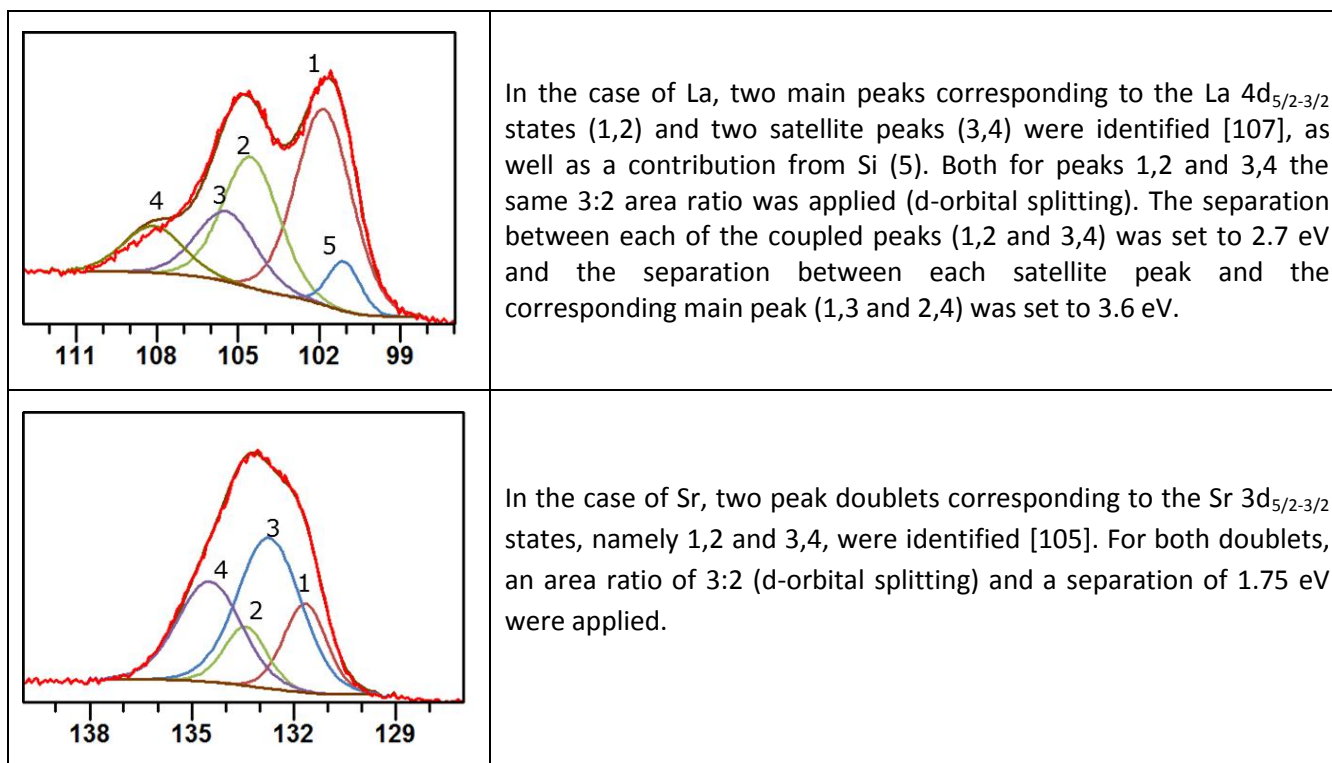 1
2
3
4
5
111 108 105 102 99
In the case of La, two main peaks corresponding to the La 4d5/2-3/2
states (1,2) and two satellite peaks (3,4) were identified [107], as
well as a contribution from Si (5). Both for peaks 1,2 and 3,4 the
same 3:2 area ratio was applied (d-orbital splitting). The separation
between each of the coupled peaks (1,2 and 3,4) was set to 2.7 eV
and the separation between each satellite peak and the
corresponding main peak (1,3 and 2,4) was set to 3.6 eV.
3
4
1
2
138 135 132 129
In the case of Sr, two peak doublets corresponding to the Sr 3d5/2-3/2
states, namely 1,2 and 3,4, were identified [105]. For both doublets,
an area ratio of 3:2 (d-orbital splitting) and a separation of 1.75 eV
were applied.